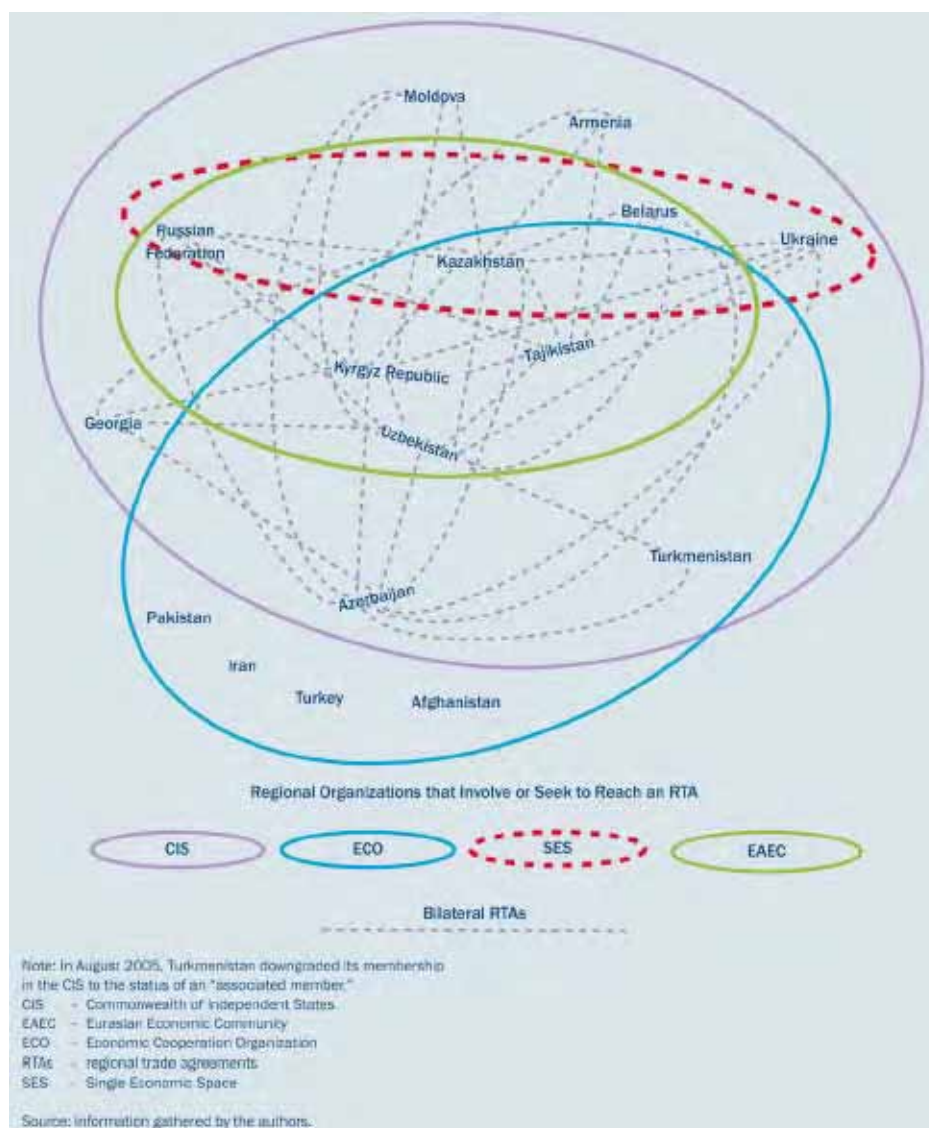 Moldova
Armenia
Belarus
Russian
Federation
Ukraine
Kazakhstan
Tajikistan
Kyrgyz Republic
Georgia
Uzbekistan
Turkmenistan
Azerbaijan
Pakistan
Iran
Turkey
Afghanistan
Regional Organizations that Involve or Seek to Reach an RTA
CIS
ECO
SES
EAEC
Bilateral RTAs
Note: In August 2005, Turkmenistan downgraded its membership
in the CIS to the status of an "associated member."
CIS - Commonwealth of Independent States
EAEC - Eurasian Economic Community
ECO - Economic Cooperation Organization
RTAs - regional trade agreements
SES - Single Economic Space
Source: Information gathered by the authors.